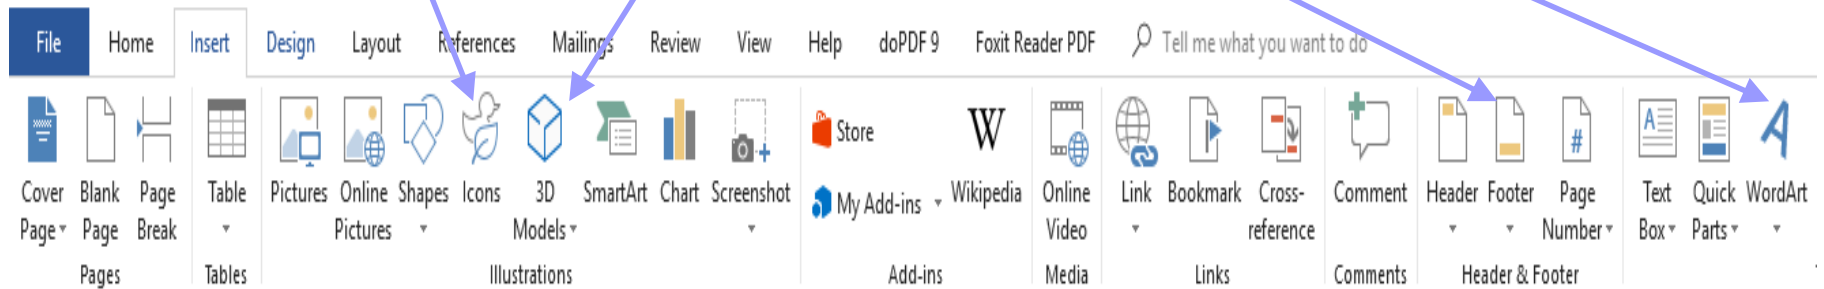 File Home Insert Design Layout References Mailings Review View Help doPDF 9 Foxit Reader PDF Tell me what you want to do
Store
W
Cover Blank Page Table Pictures Online Shapes Icons 3D SmartArt Chart Screenshot My Add-ins Wikipedia Online Link Bookmark Cross- Comment Header Footer Page Text Quick WordArt
Page Page Break Pictures Models Video reference Number Box Parts
Pages Tables Illustrations Add-ins Media Links Comments Header & Footer